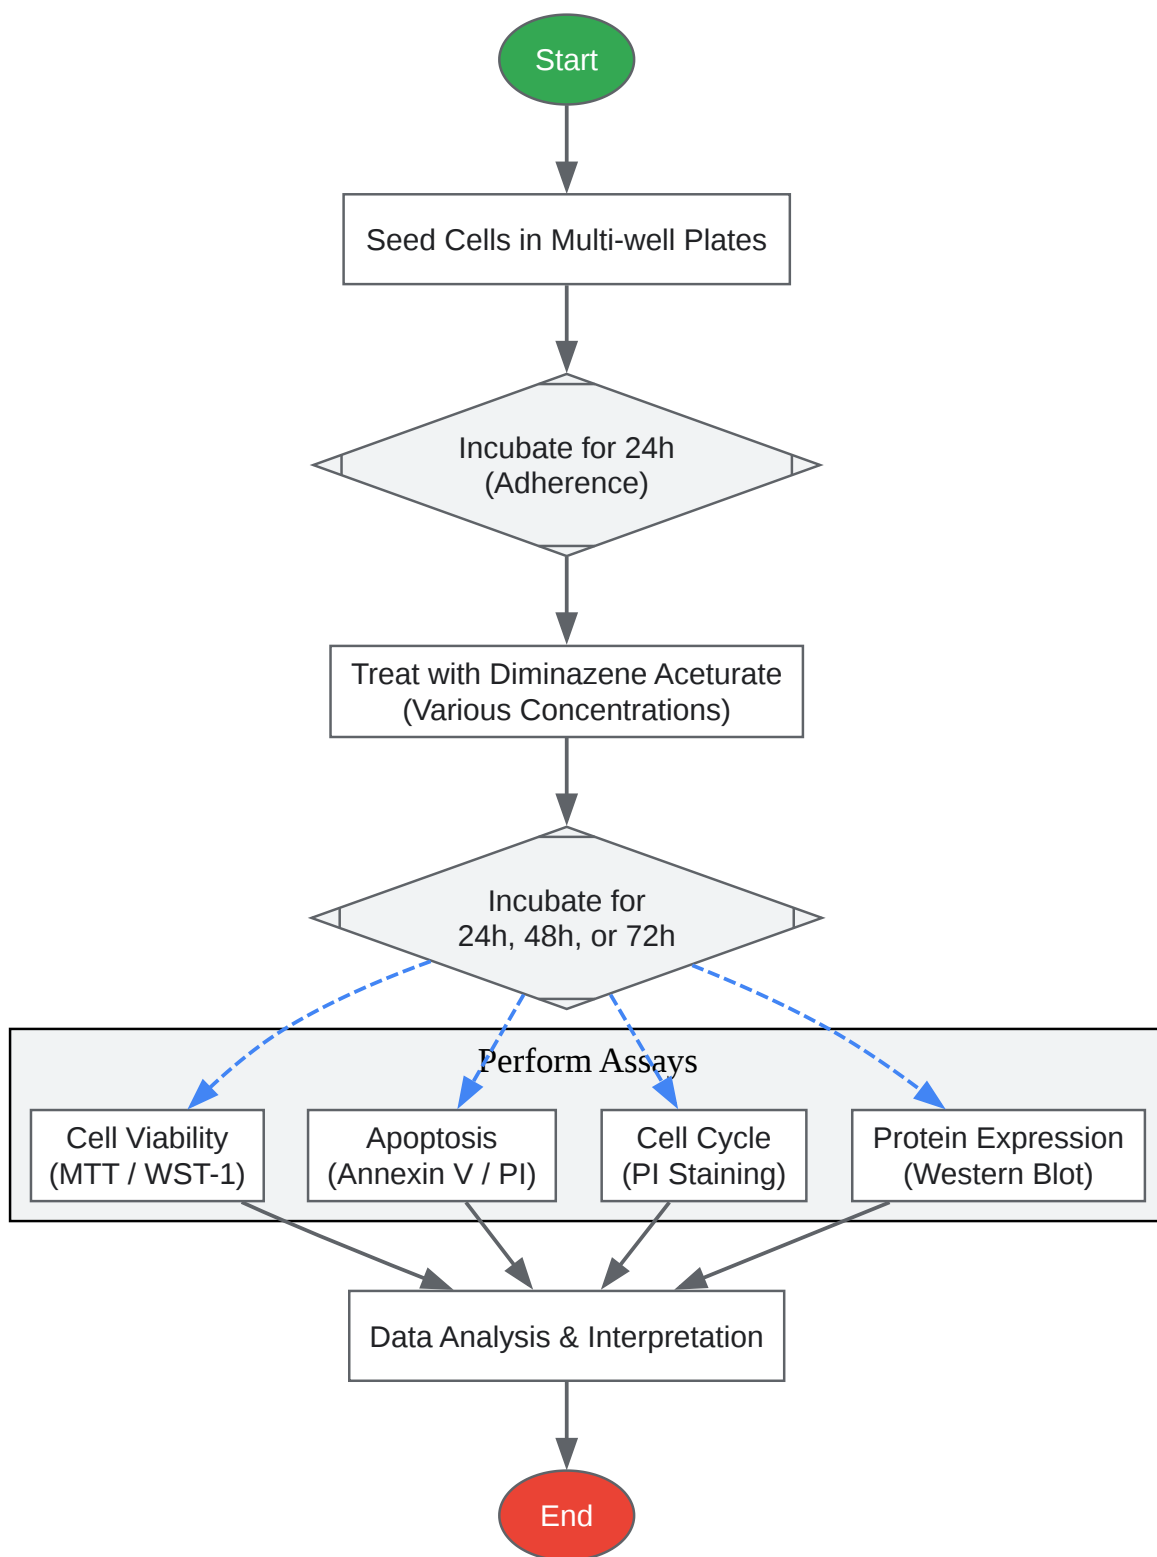 Start
Seed Cells in Multi-well Plates
Incubate for 24h
(Adherence)
Treat with Diminazene Aceturate
(Various Concentrations)
Incubate for
24h, 48h, or 72h
Perform Assays
Cell Viability
(MTT / WST-1)
Apoptosis
(Annexin V / PI)
Cell Cycle
(PI Staining)
Protein Expression
(Western Blot)
Data Analysis & Interpretation
End